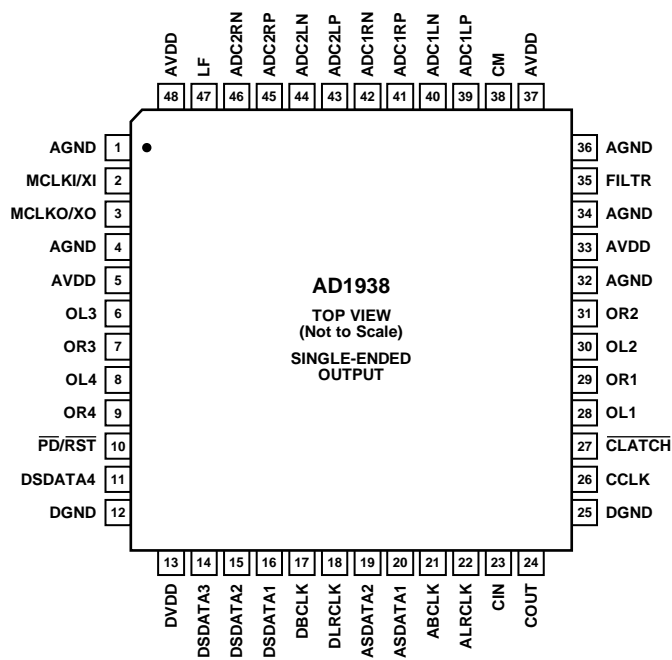 AVDD
LF
ADC2RN
ADC2RP
ADC2LN
ADC2LP
ADC1RN
ADC1RP
ADC1LN
ADC1LP
CM
AVDD
48 47 46 45 44 43 42 41 40 39 38 37
AGND 1
MCLKI/XI 2
MCLKO/XO 3
AGND 4
AVDD 5
OL3 6
OR3 7
OL4 8
OR4 9
PD/RST 10
DSDATA4 11
DGND 12
AD1938
TOP VIEW
(Not to Scale)
SINGLE-ENDED
OUTPUT
36 AGND
35 FILTR
34 AGND
33 AVDD
32 AGND
31 OR2
30 OL2
29 OR1
28 OL1
27 CLATCH
26 CCLK
25 DGND
13 14 15 16 17 18 19 20 21 22 23 24
DVDD
DSDATA3
DSDATA2
DSDATA1
DBCLK
DLRCLK
ASDATA2
ASDATA1
ABCLK
ALRCLK
CIN
COUT